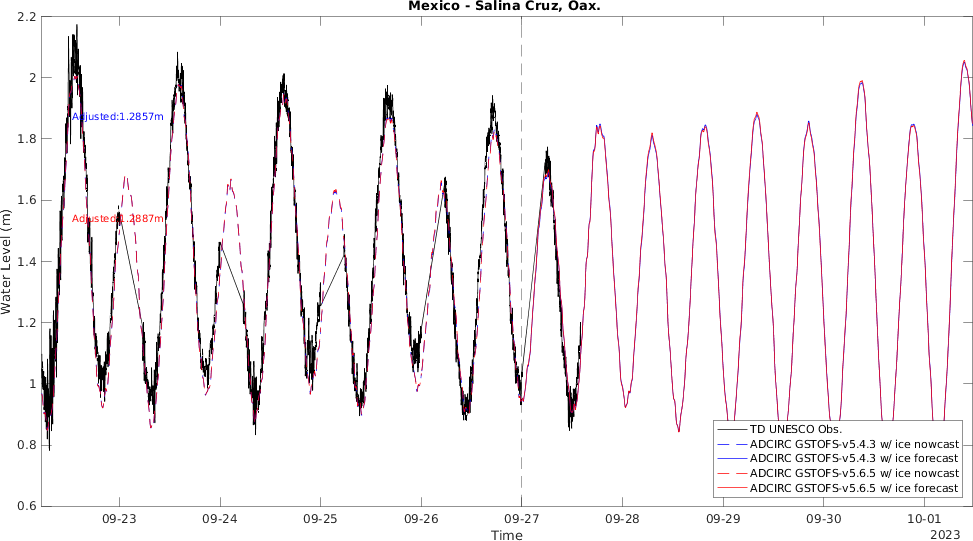 Mexico - Salina Cruz, Oax.
2.2
2
1.8
1.6
1.4
1.2
1
0.8
0.6
Water Level (m)
Adjusted:1.2857m
Adjusted:1.2887m
TD UNESCO Obs.
ADCIRC GSTOFS-v5.4.3 w/ ice nowcast
ADCIRC GSTOFS-v5.4.3 w/ ice forecast
ADCIRC GSTOFS-v5.6.5 w/ ice nowcast
ADCIRC GSTOFS-v5.6.5 w/ ice forecast
09-23 09-24 09-25 09-26 09-27 09-28 09-29 09-30 10-01
Time
2023